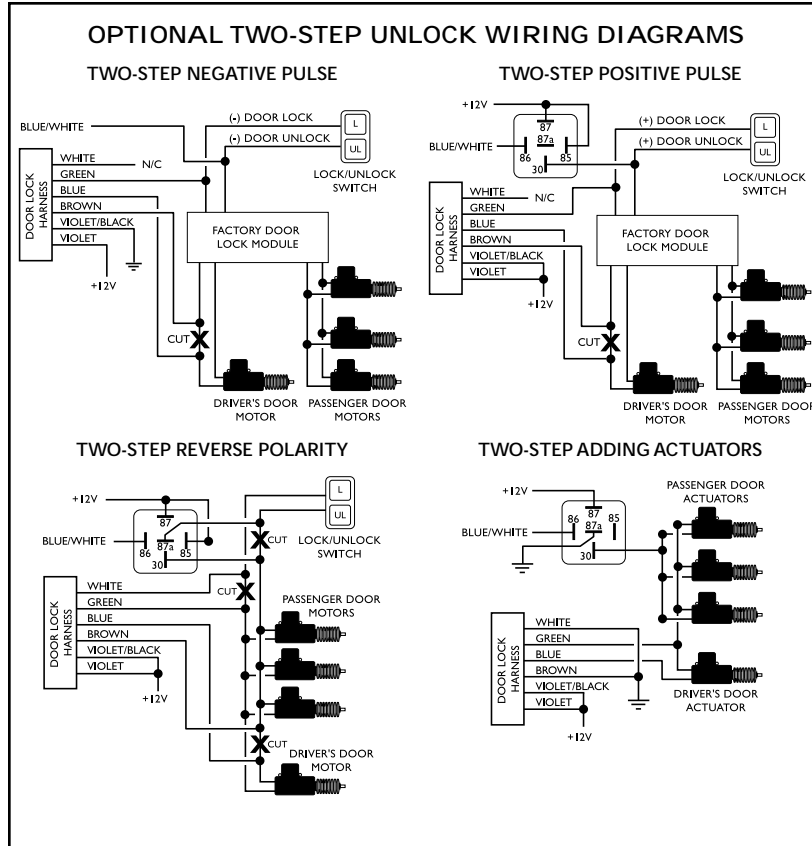 OPTIONAL TWO-STEP UNLOCK WIRING DIAGRAMS
TWO-STEP NEGATIVE PULSE
BLUE/WHITE
(-) DOOR LOCK
(-) DOOR UNLOCK
L
UL
LOCK/UNLOCK
SWITCH
DOOR LOCK
HARNESS
WHITE
N/C
GREEN
BLUE
BROWN
VIOLET/BLACK
VIOLET
+12V
FACTORY DOOR
LOCK MODULE
CUT
DRIVER'S DOOR
MOTOR
PASSENGER DOOR
MOTORS
TWO-STEP POSITIVE PULSE
+12V
87
87a
86
85
30
BLUE/WHITE
(+) DOOR LOCK
(+) DOOR UNLOCK
L
UL
LOCK/UNLOCK
SWITCH
DOOR LOCK
HARNESS
WHITE
N/C
GREEN
BLUE
BROWN
VIOLET/BLACK
VIOLET
+12V
FACTORY DOOR
LOCK MODULE
CUT
DRIVER'S DOOR
MOTOR
PASSENGER DOOR
MOTORS
TWO-STEP REVERSE POLARITY
+12V
87
87a
86
85
30
BLUE/WHITE
L
UL
LOCK/UNLOCK
SWITCH
CUT
CUT
DOOR LOCK
HARNESS
WHITE
GREEN
BLUE
BROWN
VIOLET/BLACK
VIOLET
+12V
PASSENGER DOOR
MOTORS
CUT
DRIVER'S DOOR
MOTOR
TWO-STEP ADDING ACTUATORS
+12V
86
87
87a
85
30
BLUE/WHITE
PASSENGER DOOR
ACTUATORS
DOOR LOCK
HARNESS
WHITE
GREEN
BLUE
BROWN
VIOLET/BLACK
VIOLET
+12V
DRIVER'S DOOR
ACTUATOR